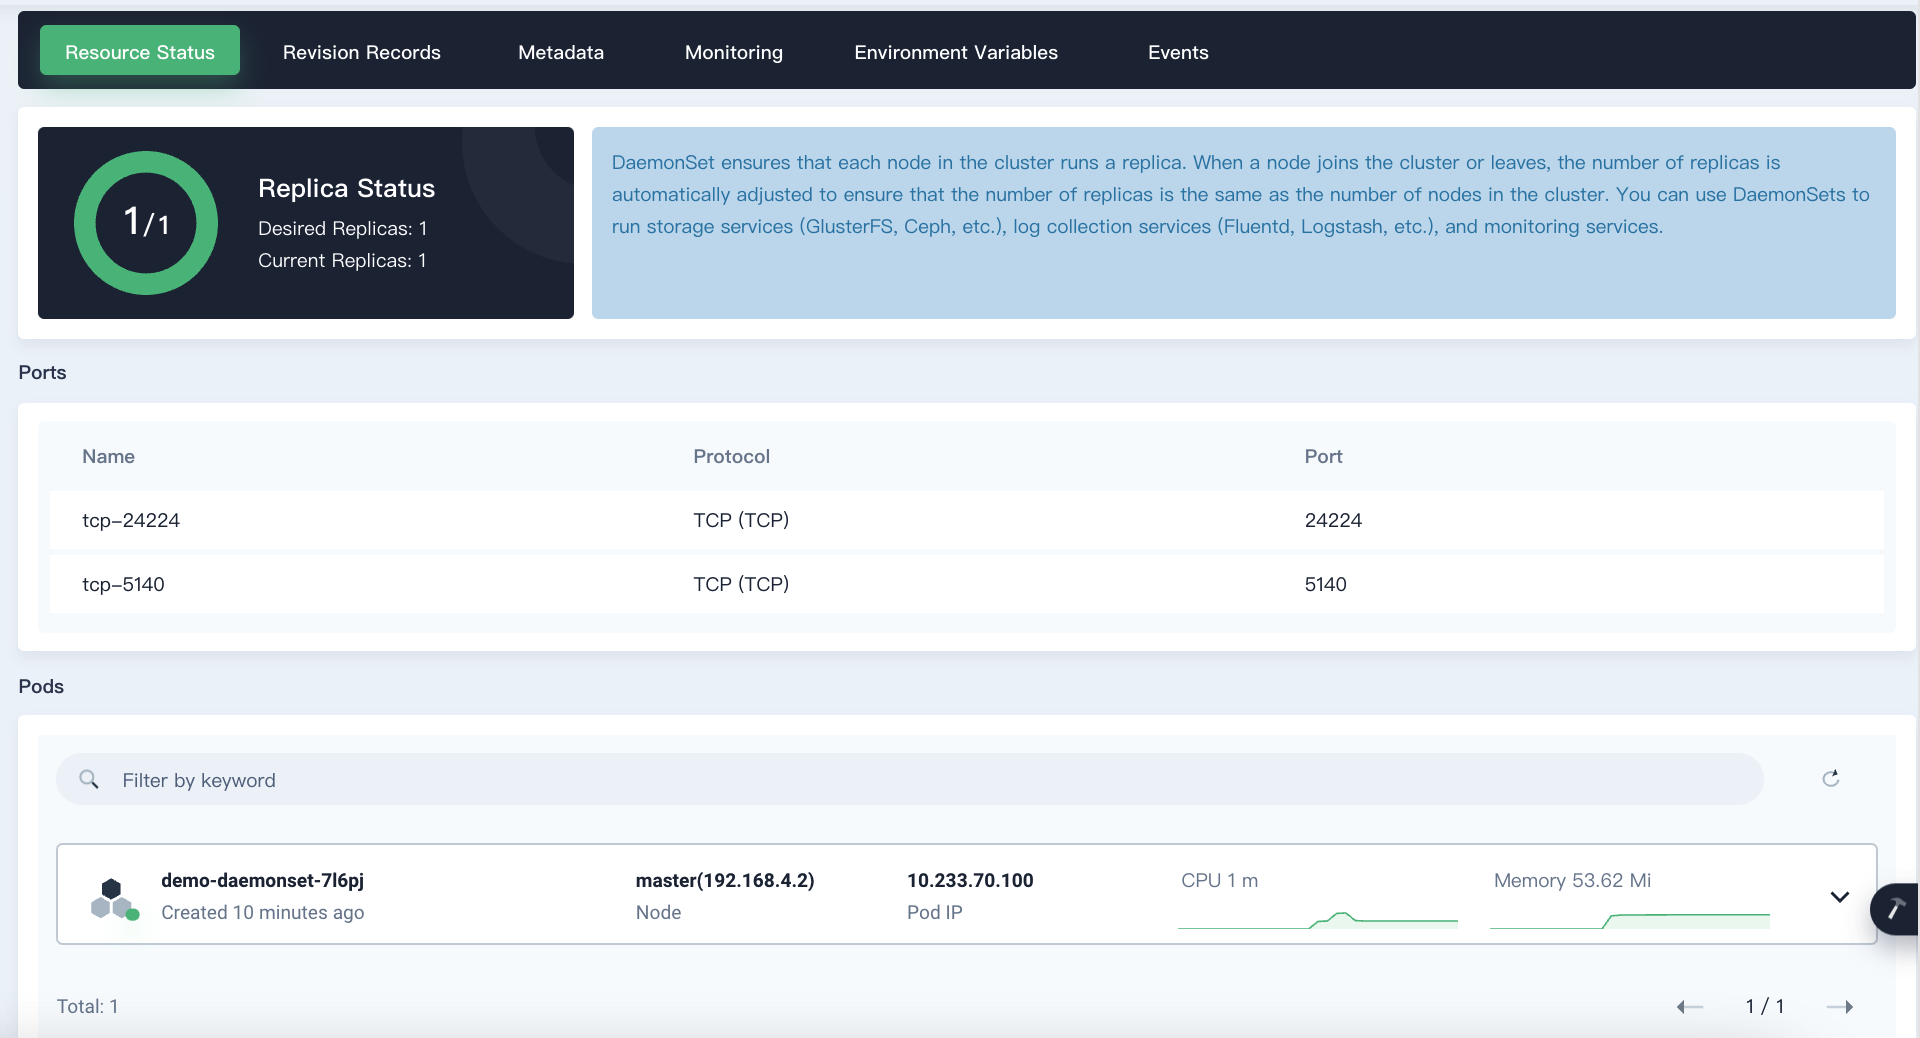 Resource Status Revision Records Metadata Monitoring Environment Variables Events
1/1
Replica Status
Desired Replicas: 1
Current Replicas: 1
DaemonSet ensures that each node in the cluster runs a replica. When a node joins the cluster or leaves, the number of replicas is
automatically adjusted to ensure that the number of replicas is the same as the number of nodes in the cluster. You can use DaemonSets to
run storage services (GlusterFS, Ceph, etc.), log collection services (Fluentd, Logstash, etc.), and monitoring services.
Ports
Name Protocol Port
tcp-24224 TCP (TCP) 24224
tcp-5140 TCP (TCP) 5140
Pods
Filter by keyword
demo-daemonset-7l6pj master(192.168.4.2) 10.233.70.100 CPU 1 m Memory 53.62 Mi
Created 10 minutes ago Node Pod IP
Total: 1 1 / 1